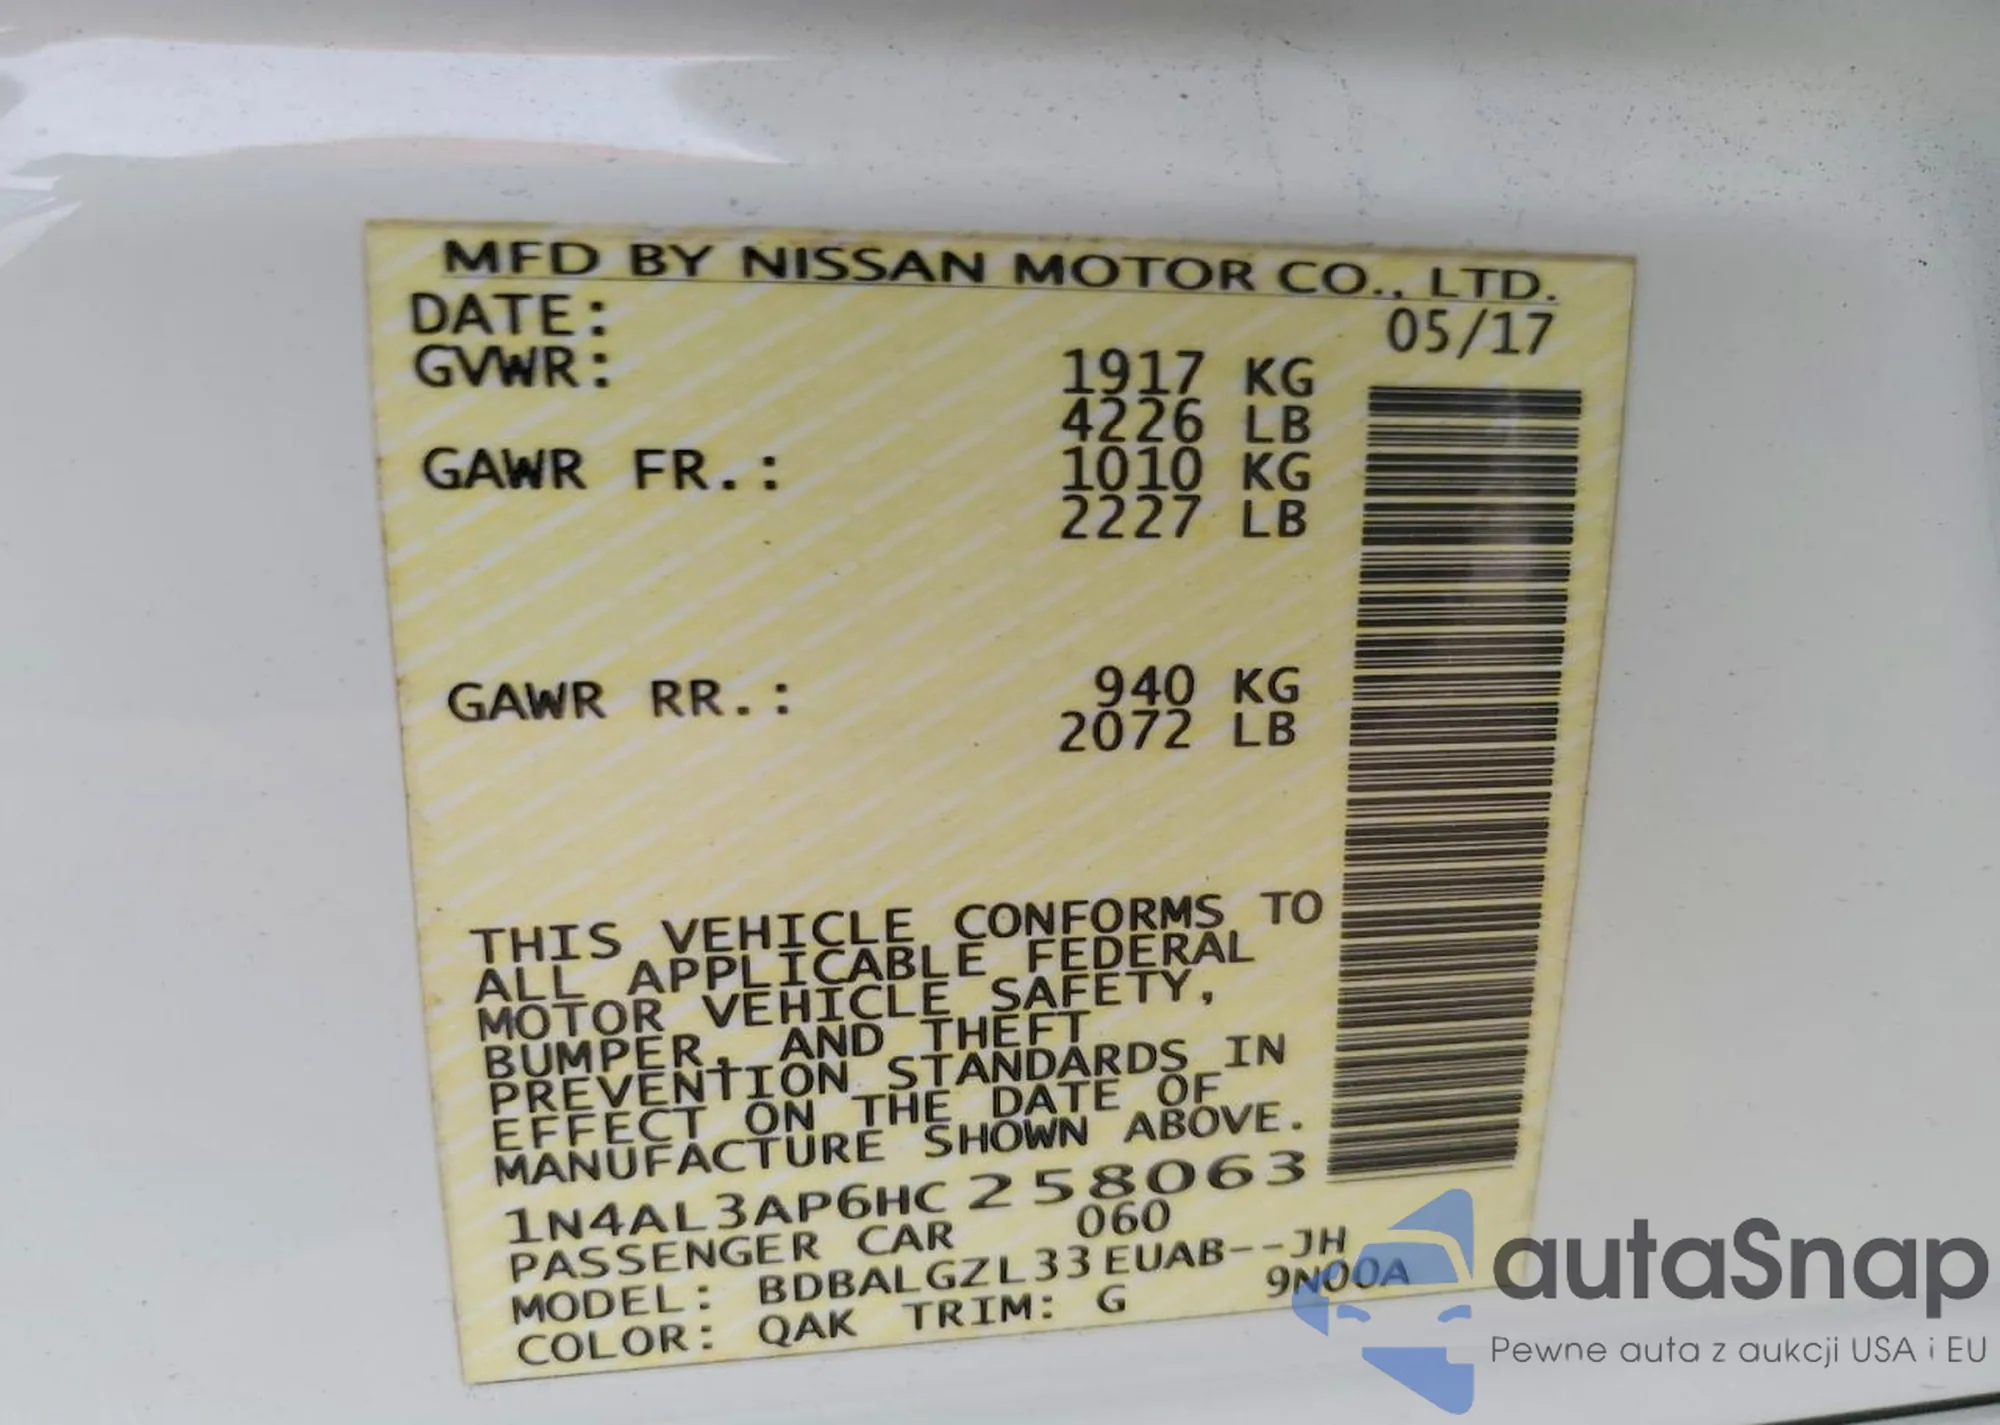 MFD BY NISSAN MOTOR CO., LTD.
DATE: 05/17
GVWR: 1917 KG
4226 LB
GAWR FR.: 1010 KG
2227 LB
GAWR RR.: 940 KG
2072 LB
THIS VEHICLE CONFORMS TO
ALL APPLICABLE FEDERAL
MOTOR VEHICLE SAFETY,
BUMPER, AND THEFT
PREVENTION STANDARDS IN
EFFECT ON THE DATE OF
MANUFACTURE SHOWN ABOVE.
1N4AL3AP6HC258063
PASSENGER CAR 060
MODEL: BDBALGZL33EUAB--JH
COLOR: QAK TRIM: G 9N00A
autaSnap
Pewne auta z aukcji USA i EU